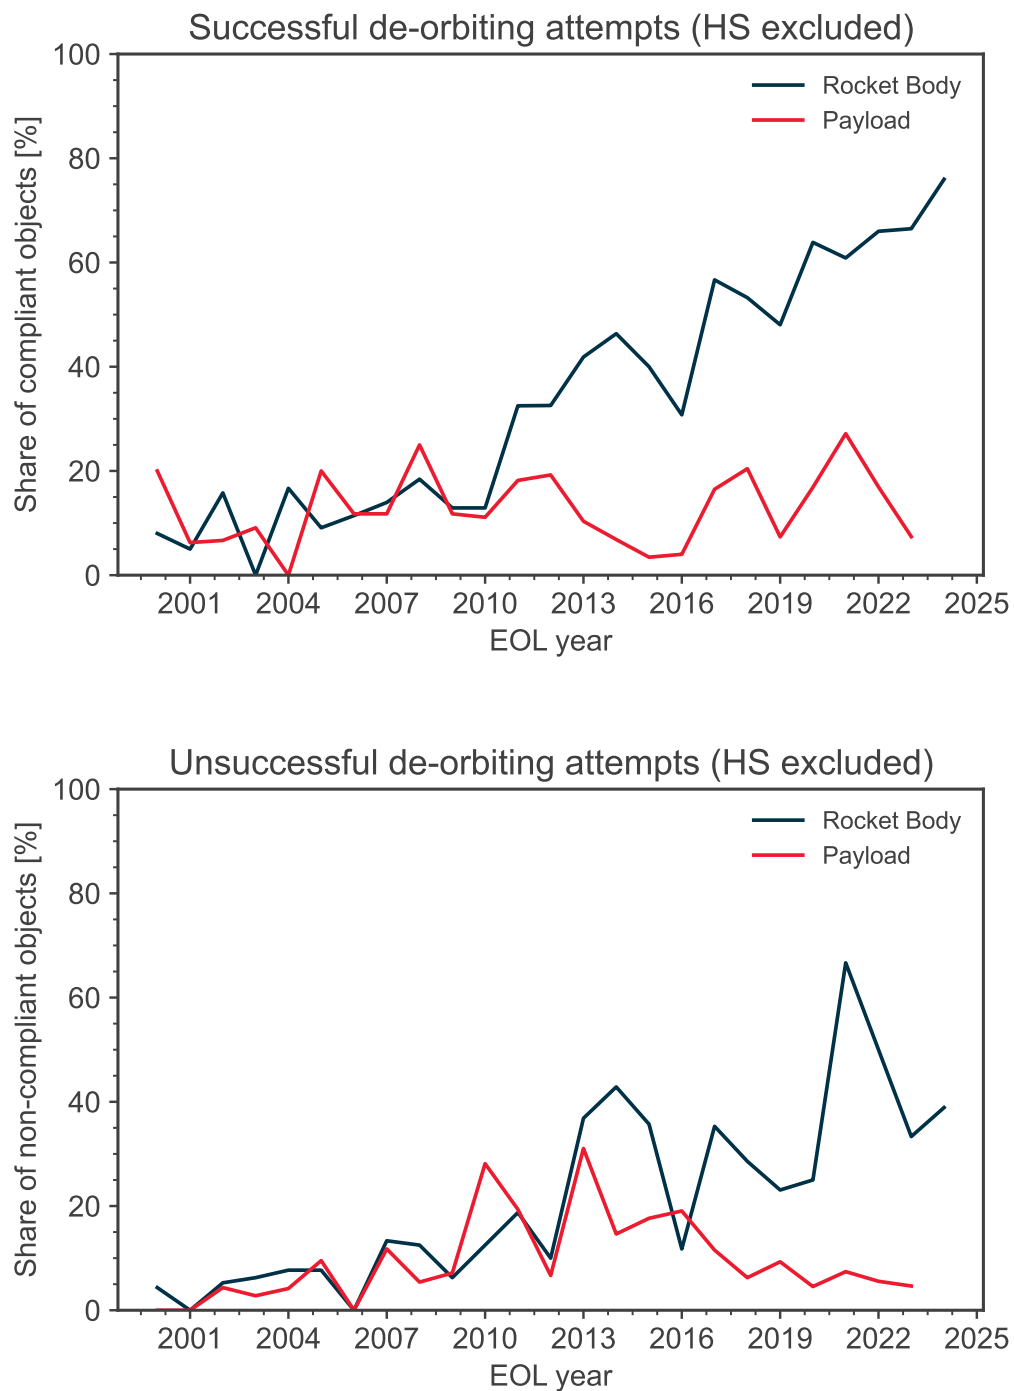 Successful de-orbiting attempts (HS excluded)
Share of compliant objects [%]
100
80
60
40
20
0
Rocket Body
Payload
2001 2004 2007 2010 2013 2016 2019 2022 2025
EOL year
Unsuccessful de-orbiting attempts (HS excluded)
Share of non-compliant objects [%]
100
80
60
40
20
0
Rocket Body
Payload
2001 2004 2007 2010 2013 2016 2019 2022 2025
EOL year